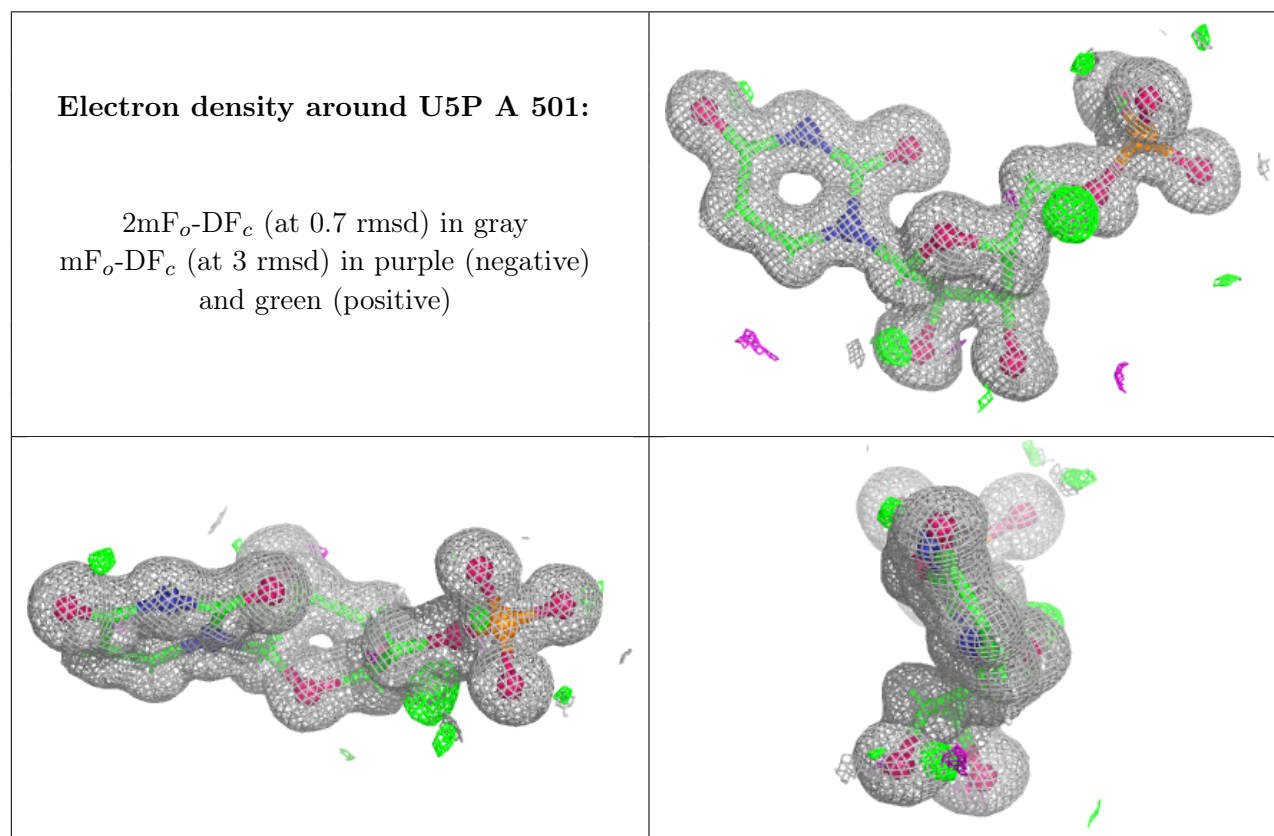 Electron density around U5P A 501:
2mFo-DFc (at 0.7 rmsd) in gray
mFo-DFc (at 3 rmsd) in purple (negative)
and green (positive)